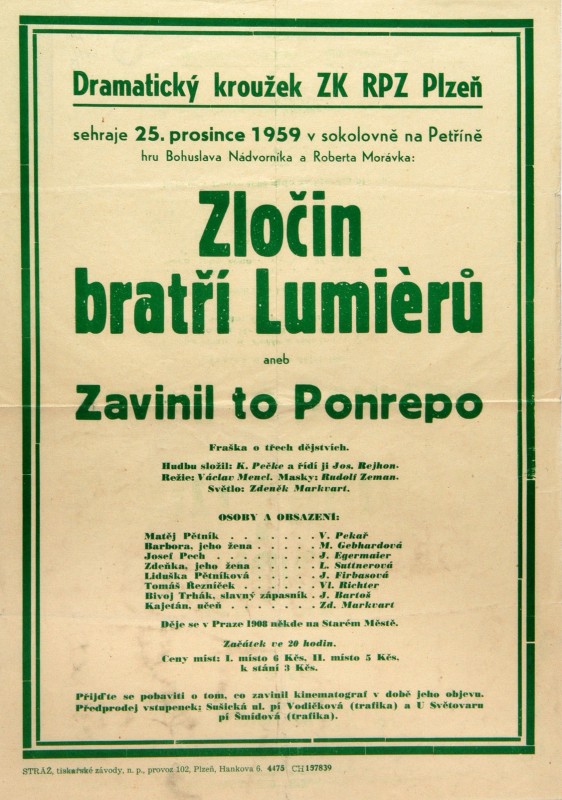 Dramatický kroužek ZK RPZ Plzeň
sehraje 25. prosince 1959 v sokolovně na Petříně
hru Bohuslava Nádvorníka a Roberta Morávka:
Zločin
bratří Lumièrů
aneb
Zavinil to Ponrepo
Fraška o třech dějstvích.
Hudbu složil: K. Pečke a řídí ji Jos. Rejhon.
Režie: Václav Mencl. Masky: Rudolf Zeman.
Světlo: Zdeněk Markvart.
OSOBY A OBSAZENÍ:
Matěj Pětník . . . . . . . V. Pekař
Barbora, jeho žena . . . . . . M. Gebhardová
Josef Pech . . . . . . . . J. Egermaier
Zdeňka, jeho žena . . . . . . L. Suttnerová
Liduška Pětníková . . . . . . J. Firbasová
Tomáš Řezníček . . . . . . . Vl. Richter
Bivoj Trhák, slavný zápasník . J. Bartoš
Kajetán, učeň . . . . . . . Zd. Markvart
Děje se v Praze 1908 někde na Starém Městě.
Začátek ve 20 hodin.
Ceny míst: I. místo 6 Kčs, II. místo 5 Kčs,
k stání 3 Kčs.
Přijďte se pobaviti o tom, co zavinil kinematograf v době jeho objevu.
Předprodej vstupenek: Sušická ul. pí Vodičková (trafika) a U Světovaru
pí Šmídová (trafika).
STRÁŽ, tiskařské závody, n. p., provoz 102, Plzeň, Hankova 6. 4475 CH 157839